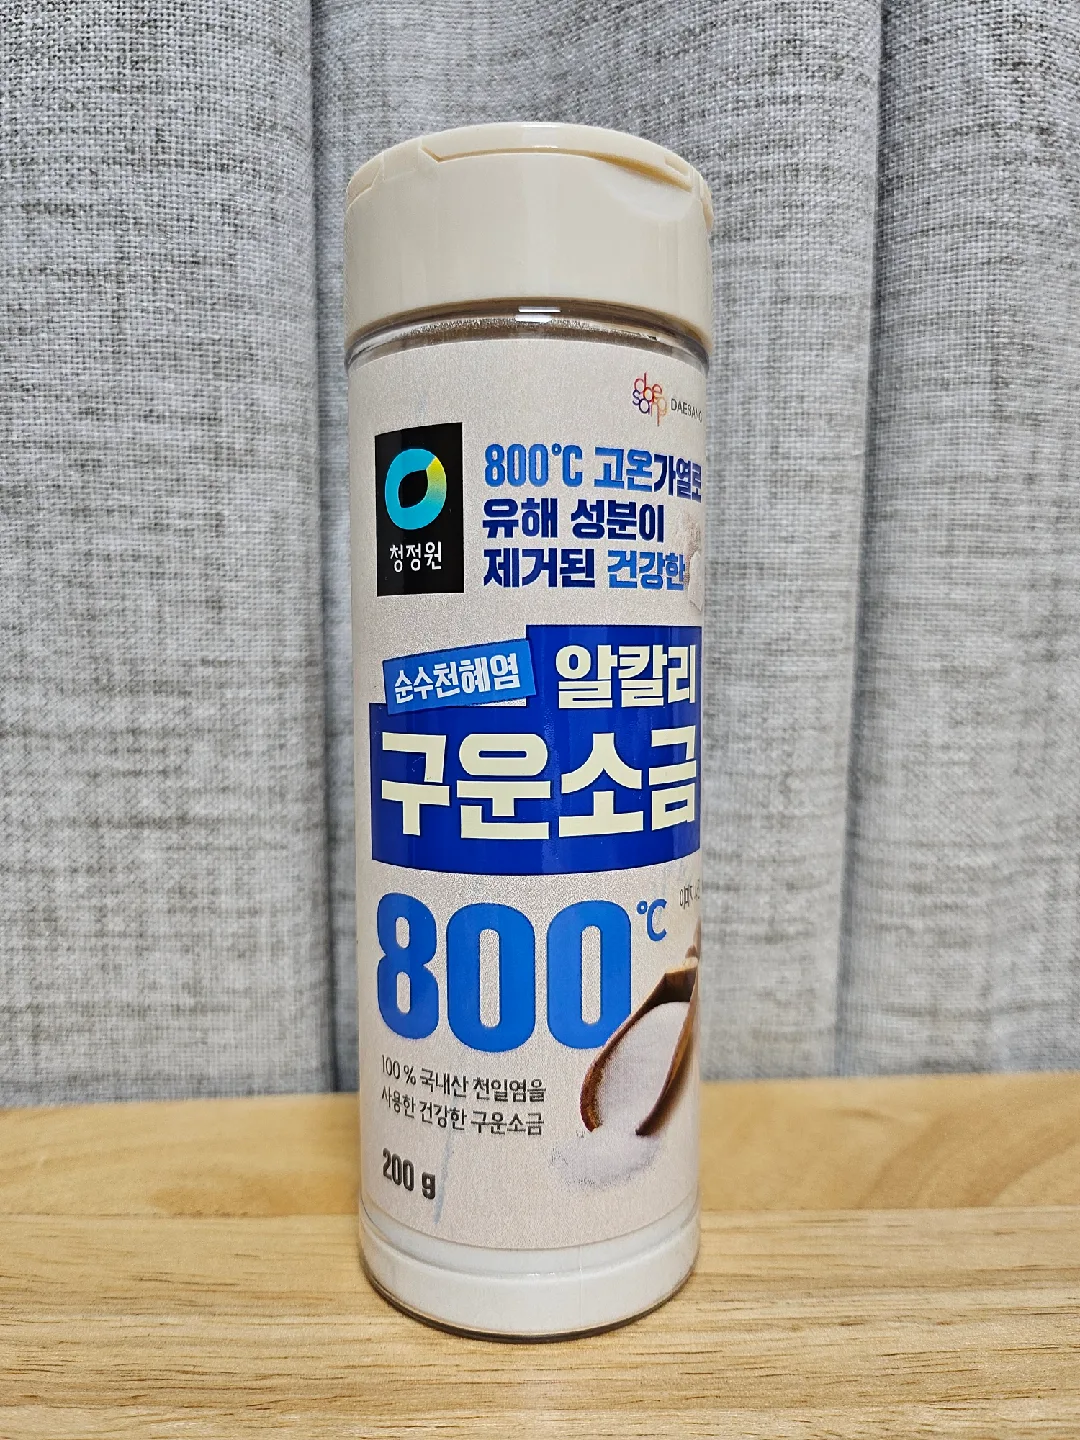 daesang DAESANG
청정원
800℃ 고온가열로
유해 성분이
제거된 건강한
순수천혜염
알칼리
구운소금
800℃
100 % 국내산 천일염을
사용한 건강한 구운소금
200 g